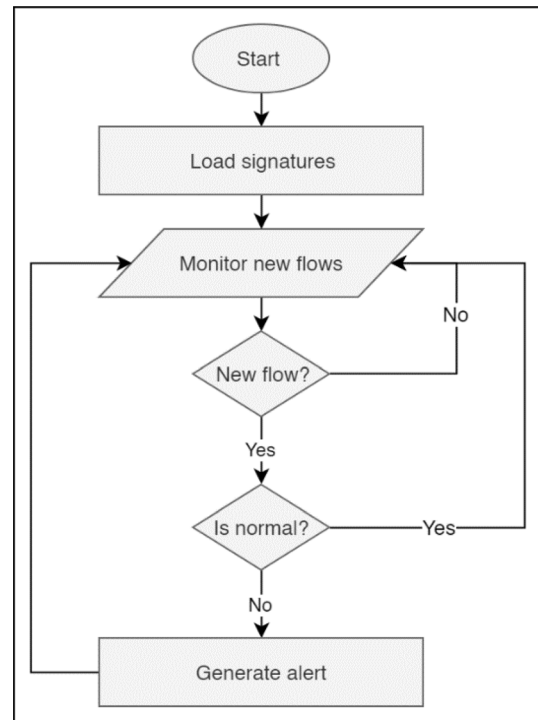 Start
Load signatures
Monitor new flows
No
New flow?
Yes
Is normal?
Yes
No
Generate alert